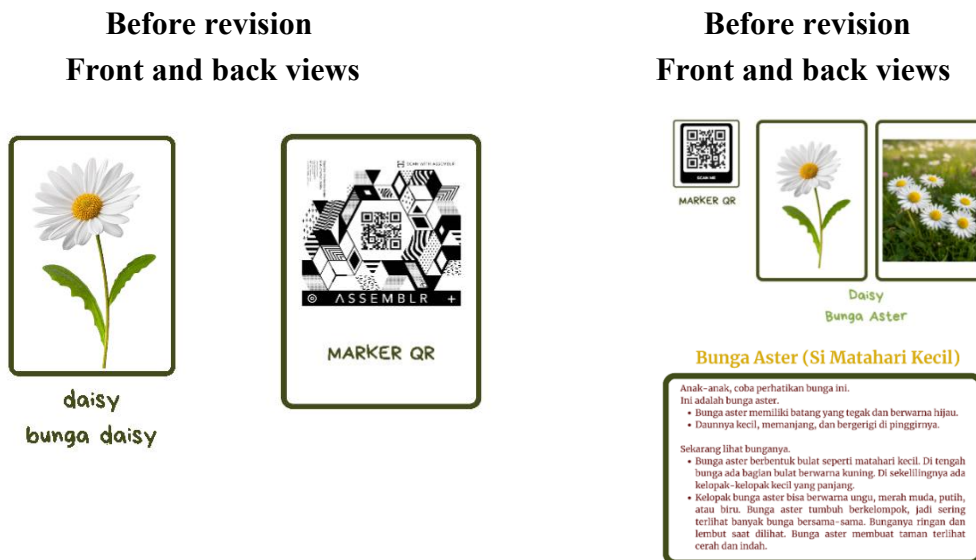 Before revision
Front and back views
daisy
bunga daisy
ASSEMBLR
MARKER QR
Before revision
Front and back views
SCAN ME
MARKER QR
Daisy
Bunga Aster
Bunga Aster (Si Matahari Kecil)
Anak-anak, coba perhatikan bunga ini.
Ini adalah bunga aster.
• Bunga aster memiliki batang yang tegak dan berwarna hijau.
• Daunnya kecil, memanjang, dan bergerigi di pinggirnya.
Sekarang lihat bunganya.
• Bunga aster berbentuk bulat seperti matahari kecil. Di tengah
bunga ada bagian bulat berwarna kuning. Di sekelilingnya ada
kelopak-kelopak kecil yang panjang.
• Kelopak bunga aster bisa berwarna ungu, merah muda, putih,
atau biru. Bunga aster tumbuh berkelompok, jadi sering
terlihat banyak bunga bersama-sama. Bunganya ringan dan
lembut saat dilihat. Bunga aster membuat taman terlihat
cerah dan indah.